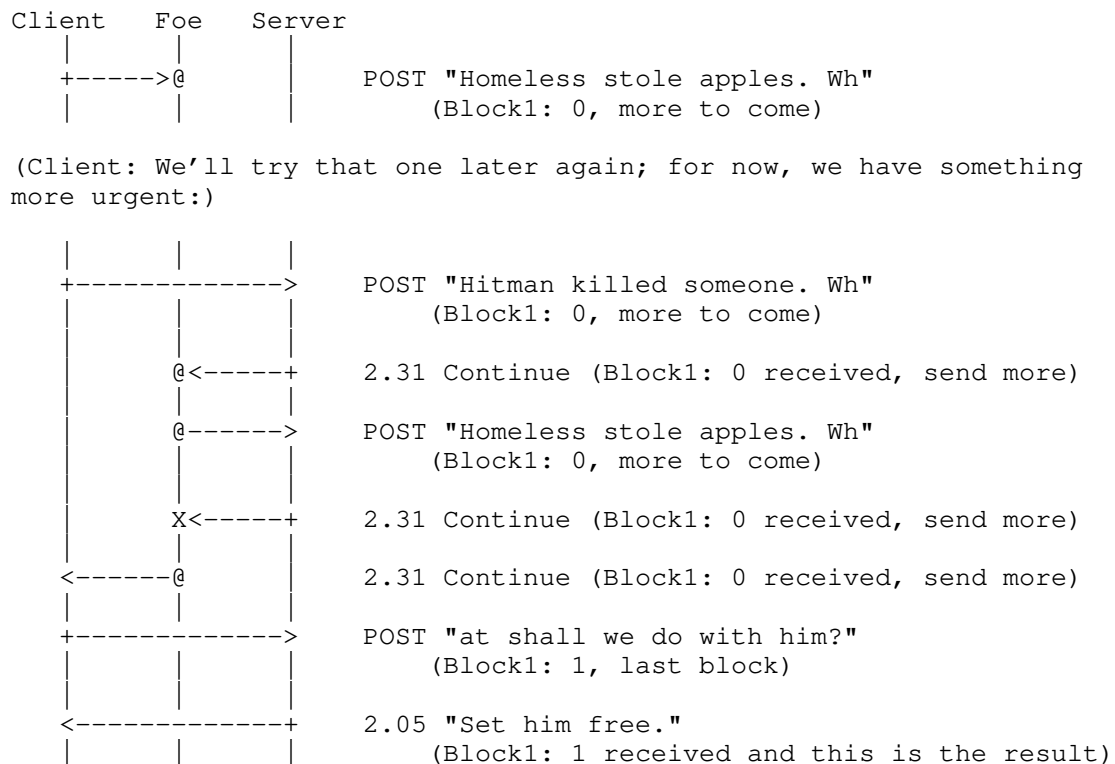 Client Foe Server
POST "Homeless stole apples. Wh"
(Block1: 0, more to come)
(Client: We'll try that one later again; for now, we have something
more urgent:)
POST "Hitman killed someone. Wh"
(Block1: 0, more to come)
2.31 Continue (Block1: 0 received, send more)
POST "Homeless stole apples. Wh"
(Block1: 0, more to come)
2.31 Continue (Block1: 0 received, send more)
2.31 Continue (Block1: 0 received, send more)
POST "at shall we do with him?"
(Block1: 1, last block)
2.05 "Set him free."
(Block1: 1 received and this is the result)